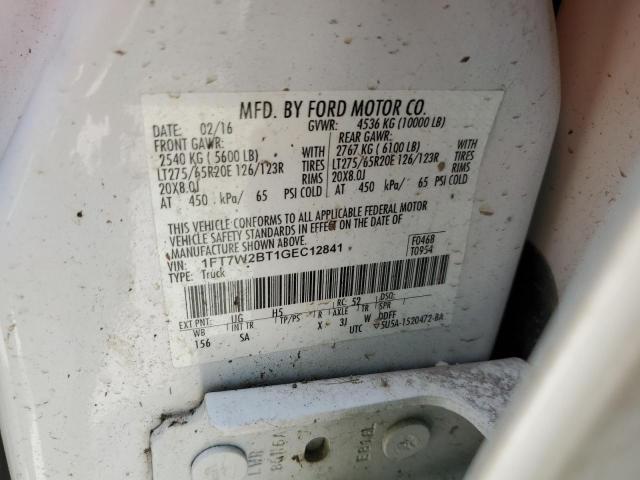 MFD. BY FORD MOTOR CO.
DATE: 02/16 GVWR: 4536 KG (10000 LB)
FRONT GAWR: REAR GAWR:
2540 KG ( 5600 LB) WITH 2767 KG ( 6100 LB) WITH
LT275/65R20E 126/123R TIRES LT275/65R20E 126/123R TIRES
20X8.0J RIMS 20X8.0J RIMS
AT 450 kPa/ 65 PSI COLD AT 450 kPa/ 65 PSI COLD
THIS VEHICLE CONFORMS TO ALL APPLICABLE FEDERAL MOTOR
VEHICLE SAFETY STANDARDS IN EFFECT ON THE DATE OF
MANUFACTURE SHOWN ABOVE.
VIN: 1FT7W2BT1GEC12841 F0468
TYPE: Truck T0954
EXT PNT: UG H5 RC: 52 DSO:
WB INT TR TP/PS R AXLE TR SPR
156 SA X 3J W DDFF
UTC 5U5A-1520472-BA
LWR